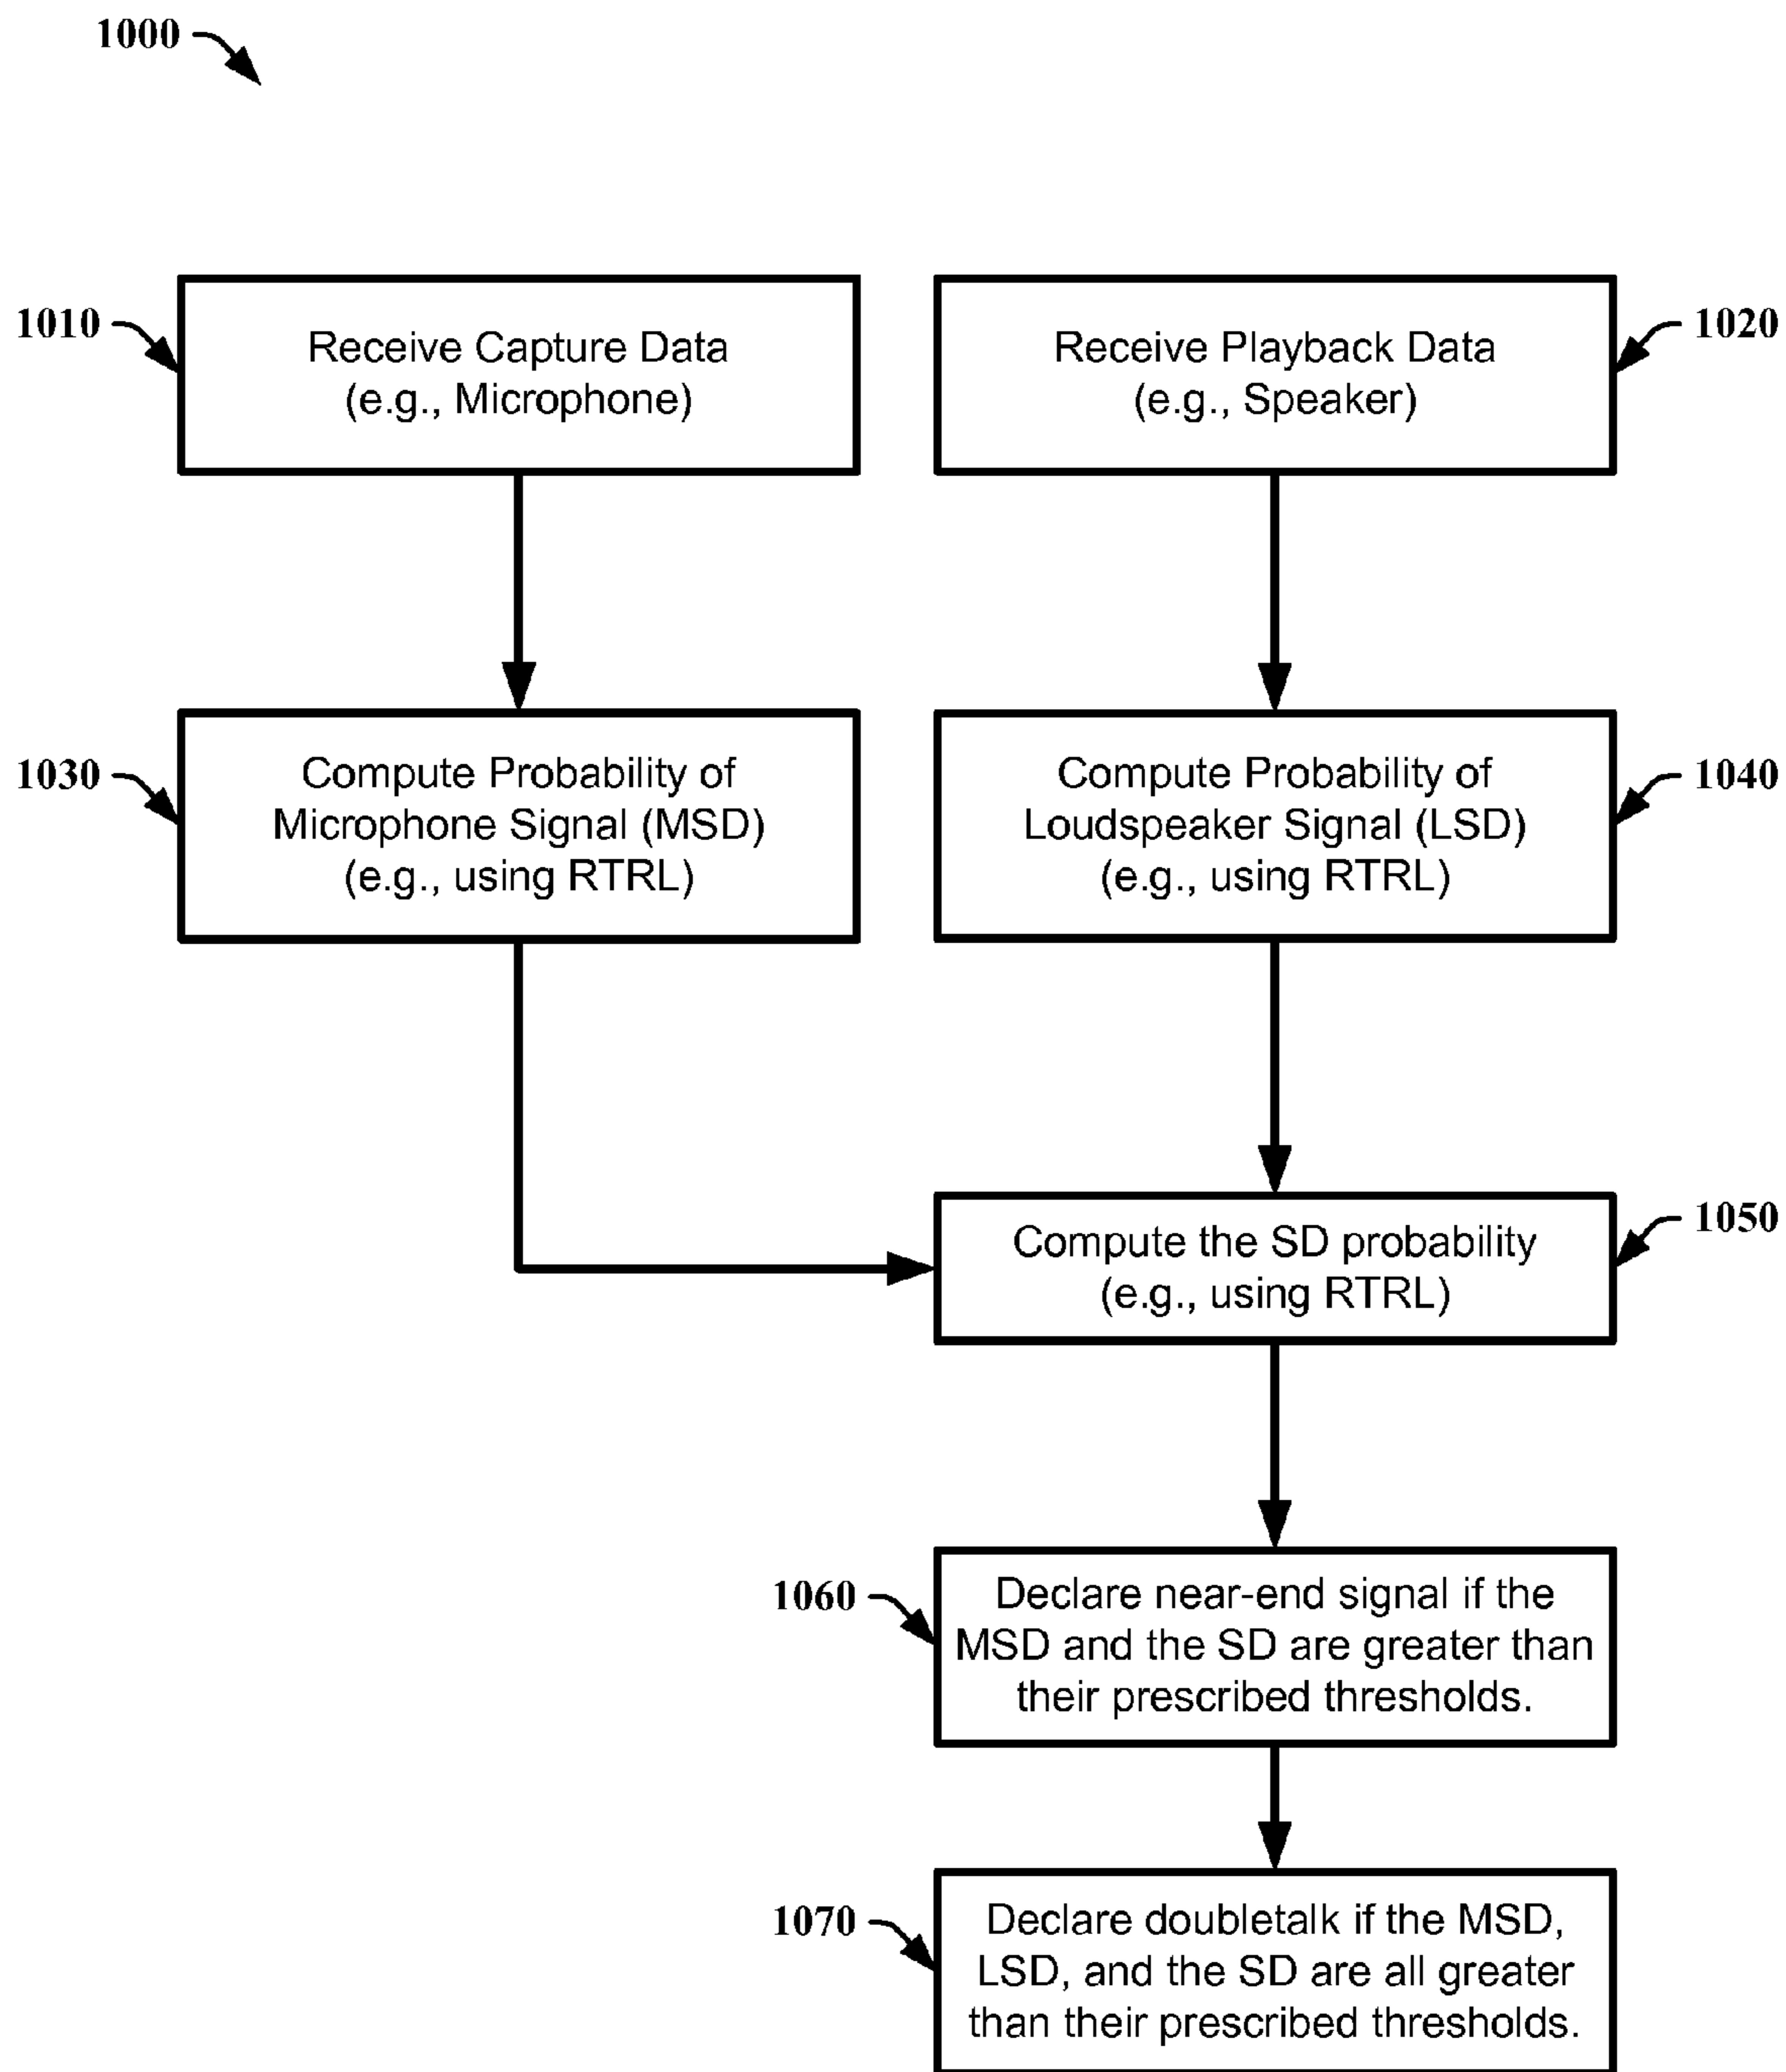 1000
1010
Receive Capture Data
(e.g., Microphone)
Receive Playback Data
(e.g., Speaker)
1020
1030
Compute Probability of
Microphone Signal (MSD)
(e.g., using RTRL)
Compute Probability of
Loudspeaker Signal (LSD)
(e.g., using RTRL)
1040
Compute the SD probability
(e.g., using RTRL)
1050
1060
Declare near-end signal if the
MSD and the SD are greater than
their prescribed thresholds.
1070
Declare doubletalk if the MSD,
LSD, and the SD are all greater
than their prescribed thresholds.